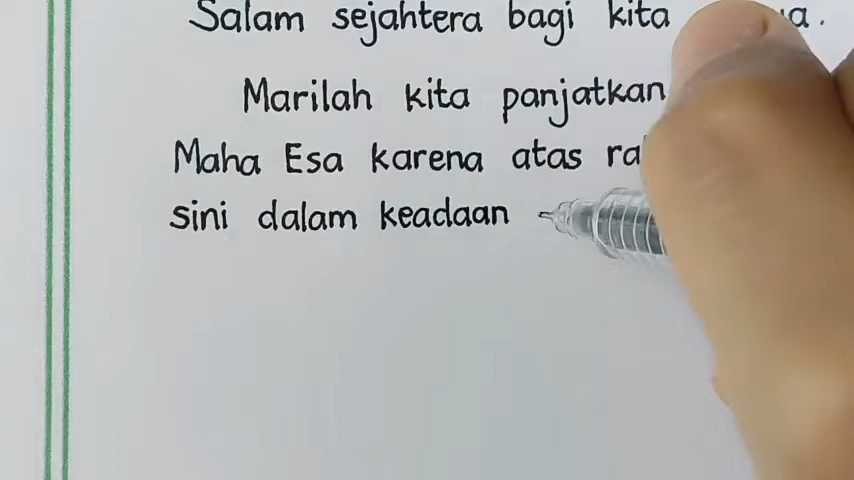 Salam sejahtera bagi kita
Marilah kita panjatkan
Maha Esa karena atas
sini dalam keadaan